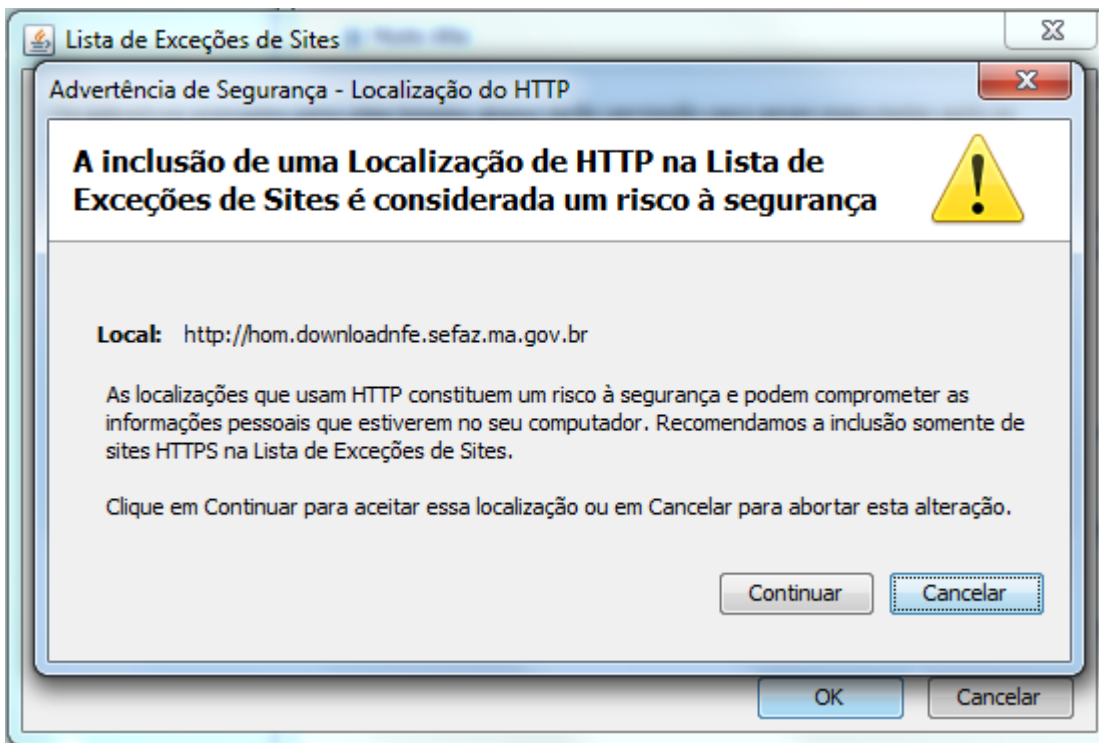 Lista de Exceções de Sites
Advertência de Segurança - Localização do HTTP
A inclusão de uma Localização de HTTP na Lista de
Exceções de Sites é considerada um risco à segurança
Local: http://hom.downloadnfe.sefaz.ma.gov.br
As localizações que usam HTTP constituem um risco à segurança e podem comprometer as
informações pessoais que estiverem no seu computador. Recomendamos a inclusão somente de
sites HTTPS na Lista de Exceções de Sites.
Clique em Continuar para aceitar essa localização ou em Cancelar para abortar esta alteração.
Continuar Cancelar
OK Cancelar